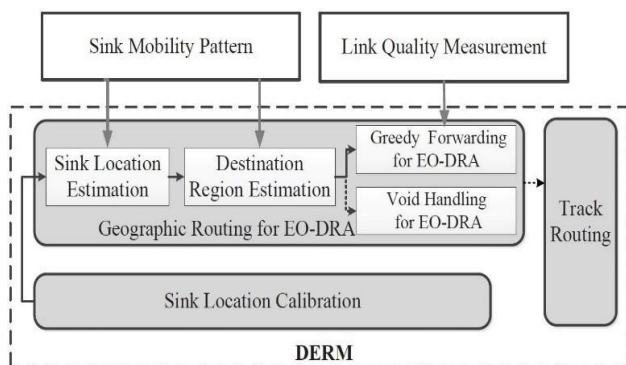 Sink Mobility Pattern
Link Quality Measurement
Sink Location
Estimation
Destination
Region Estimation
Greedy Forwarding
for EO-DRA
Void Handling
for EO-DRA
Geographic Routing for EO-DRA
Track
Routing
Sink Location Calibration
DERM